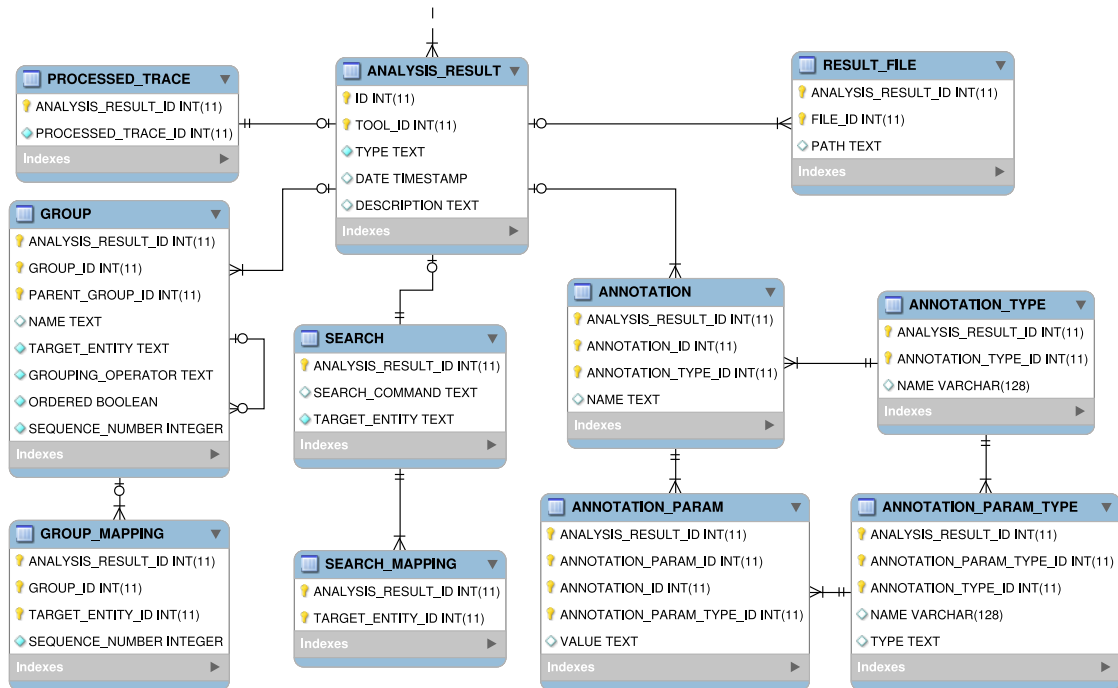 PROCESSED_TRACE
ANALYSIS_RESULT_ID INT(11)
PROCESSED_TRACE_ID INT(11)
Indexes
ANALYSIS_RESULT
ID INT(11)
TOOL_ID INT(11)
TYPE TEXT
DATE TIMESTAMP
DESCRIPTION TEXT
Indexes
RESULT_FILE
ANALYSIS_RESULT_ID INT(11)
FILE_ID INT(11)
PATH TEXT
Indexes
GROUP
ANALYSIS_RESULT_ID INT(11)
GROUP_ID INT(11)
PARENT_GROUP_ID INT(11)
NAME TEXT
TARGET_ENTITY TEXT
GROUPING_OPERATOR TEXT
ORDERED BOOLEAN
SEQUENCE_NUMBER INTEGER
Indexes
SEARCH
ANALYSIS_RESULT_ID INT(11)
SEARCH_COMMAND TEXT
TARGET_ENTITY TEXT
Indexes
ANNOTATION
ANALYSIS_RESULT_ID INT(11)
ANNOTATION_ID INT(11)
ANNOTATION_TYPE_ID INT(11)
NAME TEXT
Indexes
ANNOTATION_TYPE
ANALYSIS_RESULT_ID INT(11)
ANNOTATION_TYPE_ID INT(11)
NAME VARCHAR(128)
Indexes
GROUP_MAPPING
ANALYSIS_RESULT_ID INT(11)
GROUP_ID INT(11)
TARGET_ENTITY_ID INT(11)
SEQUENCE_NUMBER INTEGER
Indexes
SEARCH_MAPPING
ANALYSIS_RESULT_ID INT(11)
TARGET_ENTITY_ID INT(11)
Indexes
ANNOTATION_PARAM
ANALYSIS_RESULT_ID INT(11)
ANNOTATION_PARAM_ID INT(11)
ANNOTATION_ID INT(11)
ANNOTATION_PARAM_TYPE_ID INT(11)
VALUE TEXT
Indexes
ANNOTATION_PARAM_TYPE
ANALYSIS_RESULT_ID INT(11)
ANNOTATION_PARAM_TYPE_ID INT(11)
ANNOTATION_TYPE_ID INT(11)
NAME VARCHAR(128)
TYPE TEXT
Indexes